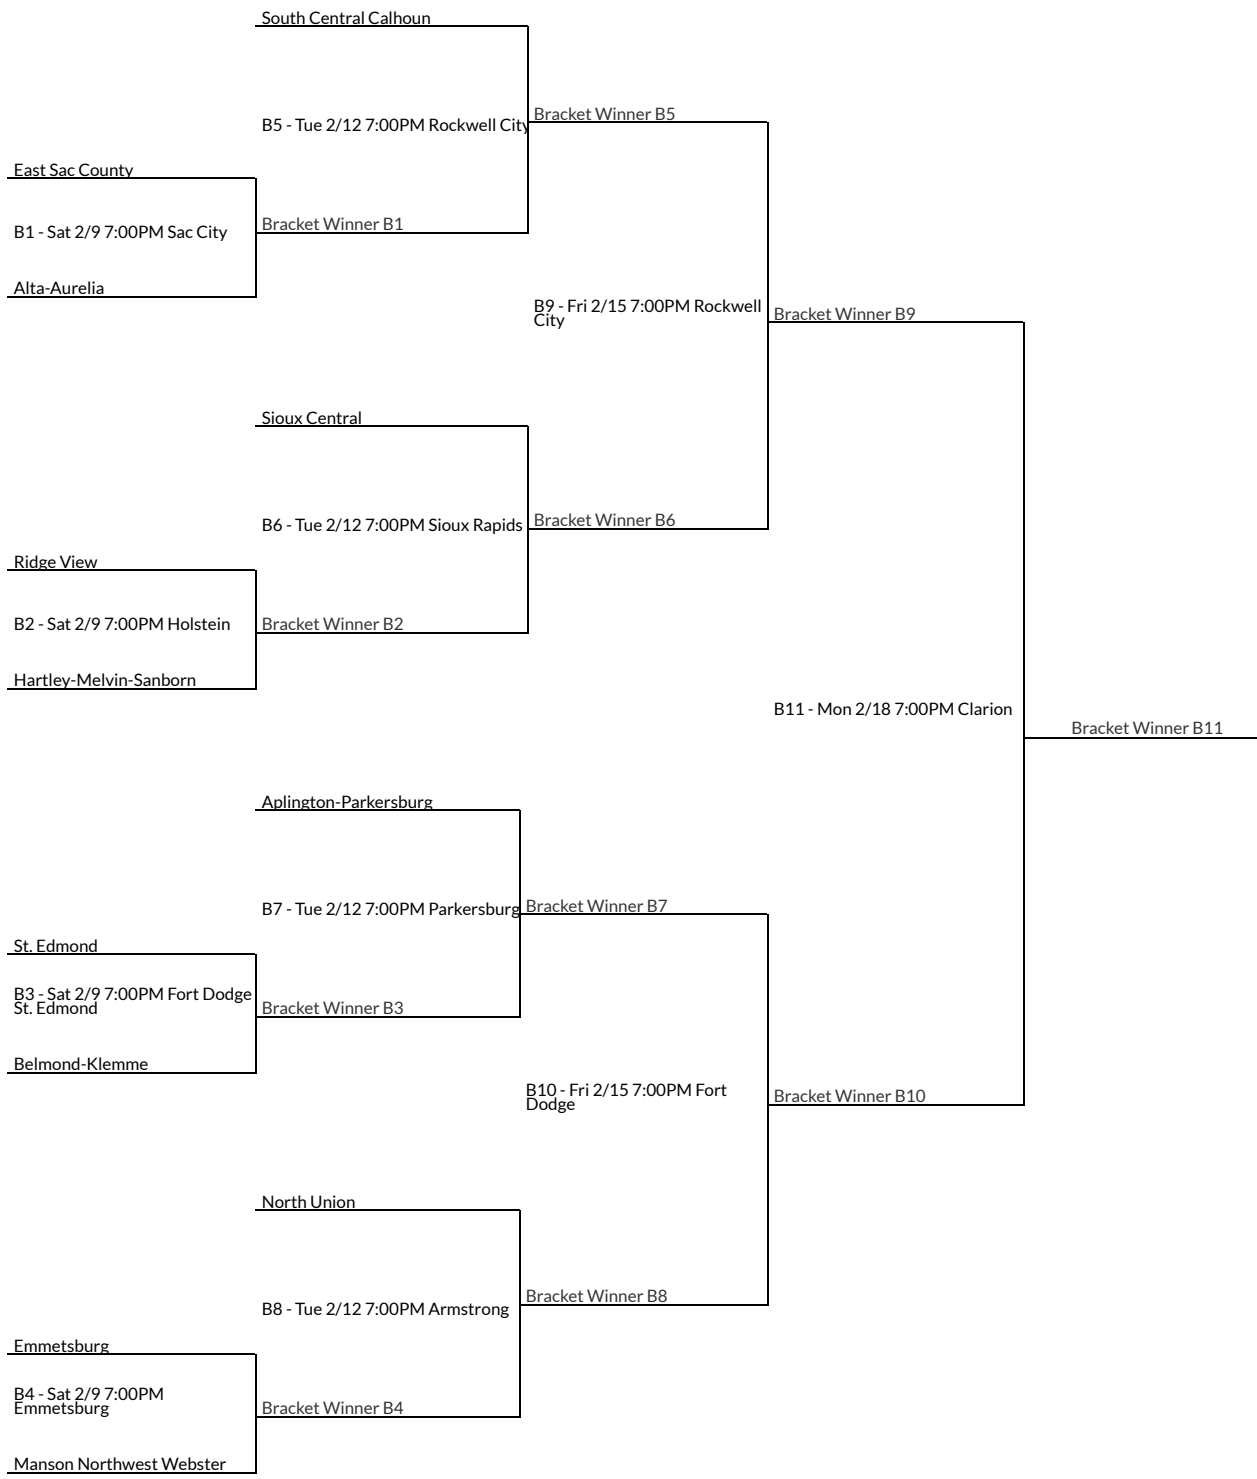 South Central Calhoun
B5 - Tue 2/12 7:00PM Rockwell City
Bracket Winner B5
East Sac County
B1 - Sat 2/9 7:00PM Sac City
Bracket Winner B1
Alta-Aurelia
B9 - Fri 2/15 7:00PM Rockwell
City
Bracket Winner B9
Sioux Central
B6 - Tue 2/12 7:00PM Sioux Rapids
Bracket Winner B6
Ridge View
B2 - Sat 2/9 7:00PM Holstein
Bracket Winner B2
Hartley-Melvin-Sanborn
B11 - Mon 2/18 7:00PM Clarion
Bracket Winner B11
Aplington-Parkersburg
B7 - Tue 2/12 7:00PM Parkersburg
Bracket Winner B7
St. Edmond
B3 - Sat 2/9 7:00PM Fort Dodge
St. Edmond
Bracket Winner B3
Belmond-Klemme
B10 - Fri 2/15 7:00PM Fort
Dodge
Bracket Winner B10
North Union
B8 - Tue 2/12 7:00PM Armstrong
Bracket Winner B8
Emmetsburg
B4 - Sat 2/9 7:00PM
Emmetsburg
Bracket Winner B4
Manson Northwest Webster